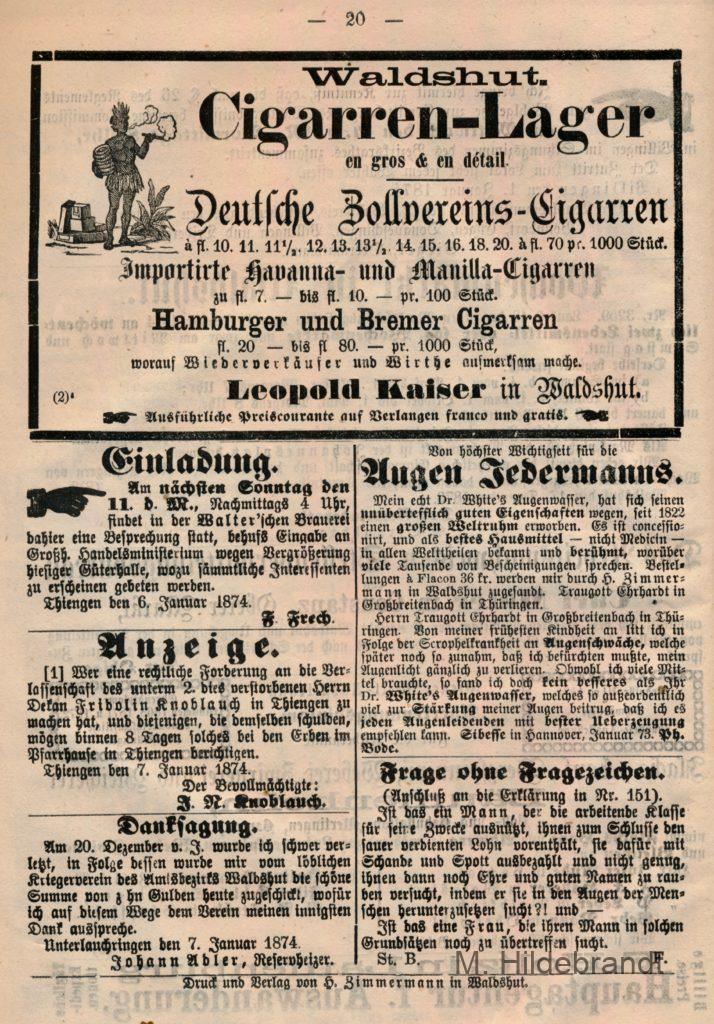 — 20 —
Waldshut.
Cigarren-Lager
en gros & en détail.
Deutsche Zollvereins-Cigarren
à fl. 10. 11. 11½. 12. 13. 13½. 14. 15. 16. 18. 20. à fl. 70 pr. 1000 Stück.
Importirte Havanna- und Manilla-Cigarren
zu fl. 7. — bis fl. 10. — pr. 100 Stück.
Hamburger und Bremer Cigarren
fl. 20 — bis fl 80. — pr. 1000 Stück,
worauf Wiederverkäufer und Wirthe aufmerksam mache.
(2)² Leopold Kaiser in Waldshut.
Ausführliche Preiscourante auf Verlangen franco und gratis.
Einladung.
Am nächsten Sonntag den
11. d. M., Nachmittags 4 Uhr,
findet in der Walter'schen Brauerei
dahier eine Besprechung statt, behufs Eingabe an
Großh. Handelsministerium wegen Vergrößerung
hiesiger Güterhalle, wozu sämmtliche Interessenten
zu erscheinen gebeten werden.
Thiengen den 6. Januar 1874.
F. Frech.
Anzeige.
[1] Wer eine rechtliche Forderung an die Ver-
lassenschaft des unterm 2. dies verstorbenen Herrn
Dekan Fridolin Knoblauch in Thiengen zu
machen hat, und diejenigen, die demselben schulden,
mögen binnen 8 Tagen solches bei den Erben im
Pfarrhause in Thiengen berichtigen.
Thiengen den 7. Januar 1874.
Der Bevollmächtigte:
J. N. Knoblauch.
Danksagung.
Am 20. Dezember v. J. wurde ich schwer ver-
letzt, in Folge dessen wurde mir vom löblichen
Kriegerverein des Amtsbezirks Waldshut die schöne
Summe von z hn Gulden heute zugeschickt, wofür
ich auf diesem Wege dem Verein meinen innigsten
Dank ausspreche.
Unterlauchringen den 7. Januar 1874
Johann Adler, Reservheizer.
Von höchster Wichtigkeit für die
Augen Jedermanns.
Mein echt Dr. White's Augenwasser, hat sich seinen
unübertefflich guten Eigenschaften wegen, seit 1822
einen großen Weltruhm erworben. Es ist concessio-
nirt, und als bestes Hausmittel — nicht Medicin —
in allen Welttheilen bekannt und berühmt, worüber
viele Tausende von Bescheinigungen sprechen. Bestel-
lungen à Flacon 36 kr. werden mir durch H. Zimmer-
mann in Waldshut zugesandt. Traugott Ehrhardt in
Großbreitenbach in Thüringen.
Herrn Traugott Ehrhardt in Großbreitenbach in Thü-
ringen. Von meiner frühesten Kindheit an litt ich in
Folge der Scrophelkrankheit an Augenschwäche, welche
später noch so zunahm, daß ich befürchten mußte, mein
Augenlicht gänzlich zu verlieren. Obwohl ich viele Mit-
tel brauchte, so fand ich doch kein besseres als Ihr
Dr. White's Augenwasser, welches so außeordentlich
viel zur Stärkung meiner Augen beitrug, daß ich es
jeden Augenleidenden mit bester Ueberzeugung
empfehlen kann. Sibesse in Hannover, Januar 73. Ph.
Bode.
Frage ohne Fragezeichen.
(Anschluß an die Erklärung in Nr. 151).
Ist das ein Mann, der die arbeitende Klasse
für seine Zwecke ausnützt, ihnen zum Schlusse den
sauer verdienten Lohn vorenthält, sie dafür mit
Schande und Spott ausbezahlt und nicht genug,
ihnen dann noch Ehre und guten Namen zu rau-
ben versucht, indem er sie in den Augen der Men-
schen herunterzusetzen sucht?! und —
Ist das eine Frau, die ihren Mann in solchen
Grundsätzen noch zu übertreffen sucht.
St. B. F.
M. Hildebrandt
Druck und Verlag von H. Zimmermann in Waldshut.